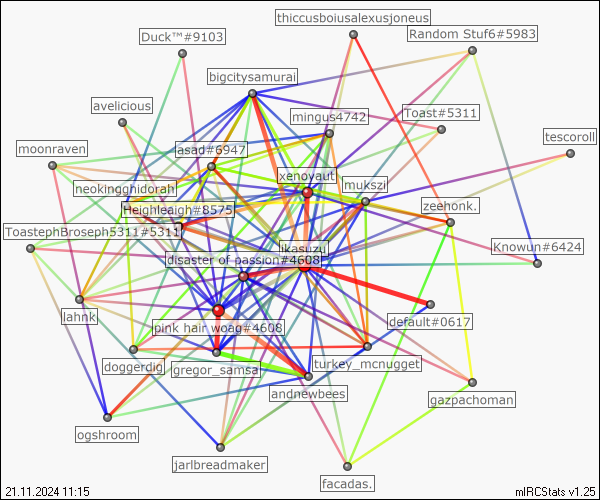 thiccusboiusalexusjoneus
Duck™#9103
Random Stuf6#5983
bigcitysamurai
avelicious
mingus4742
Toast#5311
tescoroll
moonraven
asad#6947
xenoyaut
mukszi
neokingghidorah
Heighleaigh#8575
zeehonk.
ToastephBroseph5311#5311
ikasuzu
Knowun#6424
disaster of passion#4608
lahnk
pink hair woag#4608
default#0617
doggerdig
gregor_samsa
turkey_mcnugget
andnewbees
gazpachoman
ogshroom
jarlbreadmaker
facadas.
21.11.2024 11:15
mIRCStats v1.25